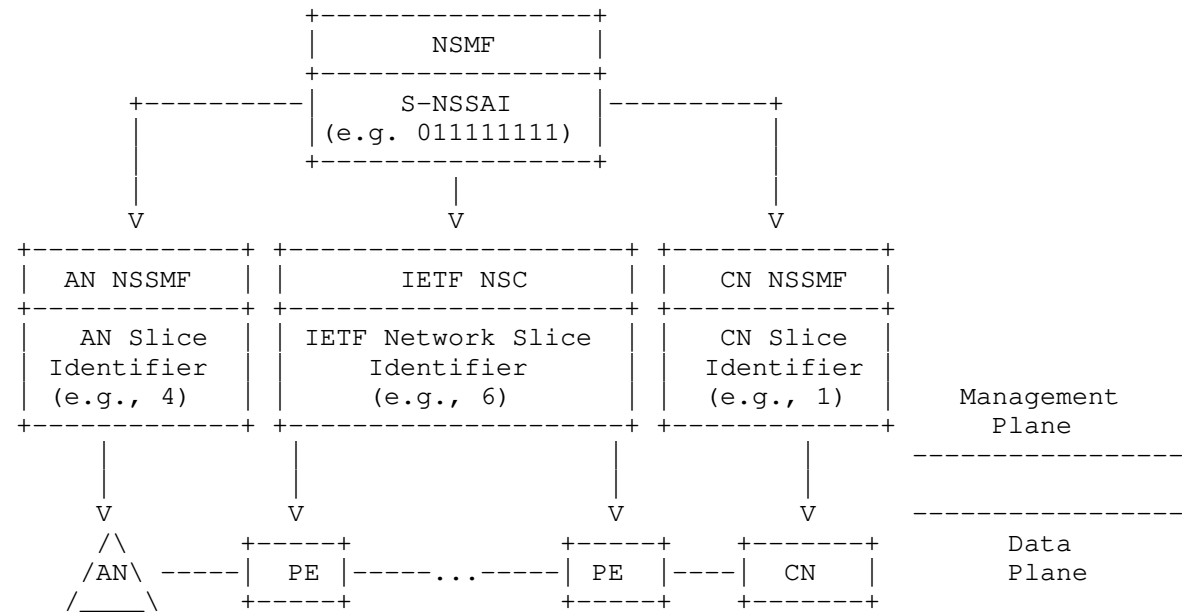 NSMF
S-NSSAI
(e.g. 011111111)
AN NSSMF
IETF NSC
CN NSSMF
AN Slice
Identifier
(e.g., 4)
IETF Network Slice
Identifier
(e.g., 6)
CN Slice
Identifier
(e.g., 1)
Management
Plane
Data
Plane
AN
PE
...
PE
CN